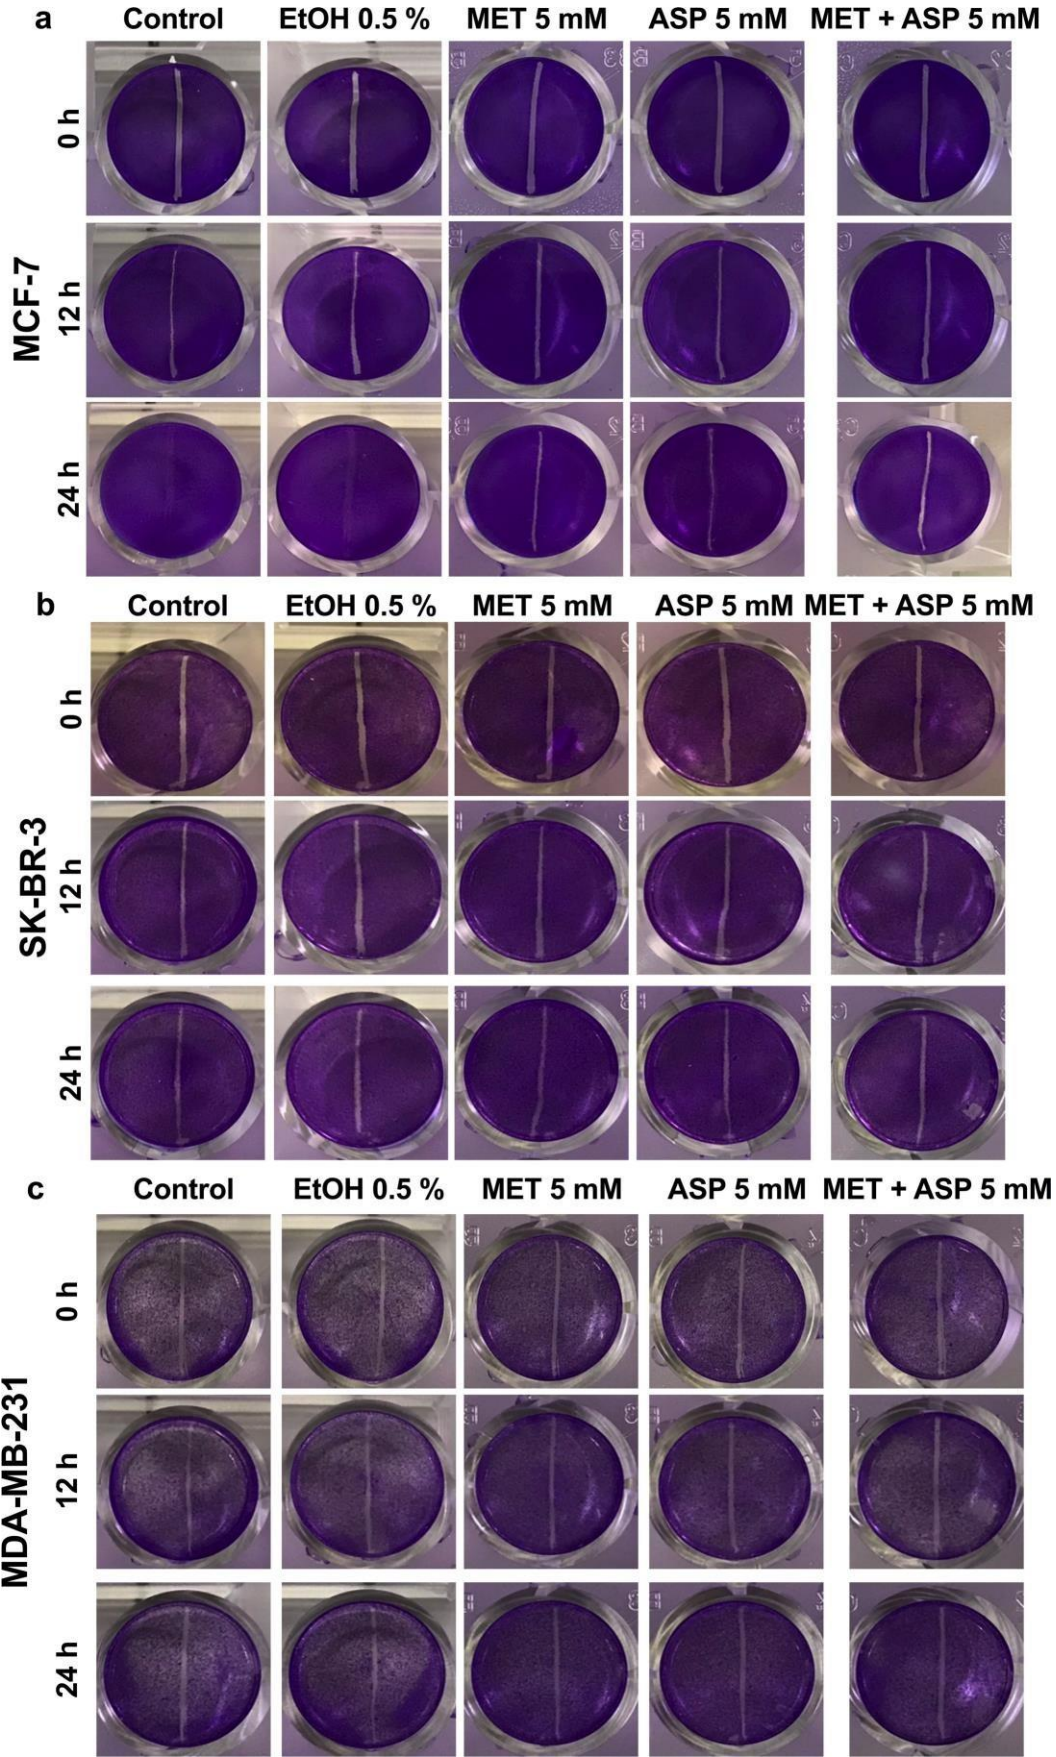 a Control EtOH 0.5 % MET 5 mM ASP 5 mM MET + ASP 5 mM
MCF-7
0 h
12 h
24 h
b Control EtOH 0.5 % MET 5 mM ASP 5 mM MET + ASP 5 mM
SK-BR-3
0 h
12 h
24 h
c Control EtOH 0.5 % MET 5 mM ASP 5 mM MET + ASP 5 mM
MDA-MB-231
0 h
12 h
24 h